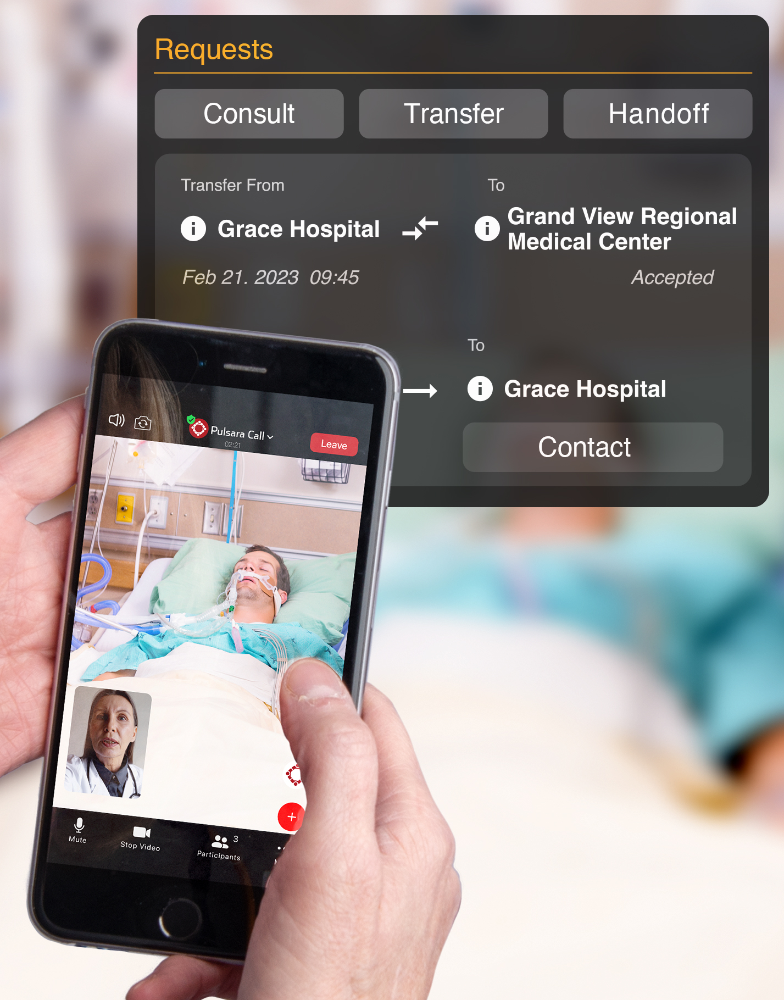 Requests
Consult
Transfer
Handoff
Transfer From
To
Grace Hospital
Grand View Regional
Medical Center
Feb 21. 2023 09:45
Accepted
To
Grace Hospital
Contact
Pulsara Call
02:21
Leave
Mute
Stop Video
3
Participants